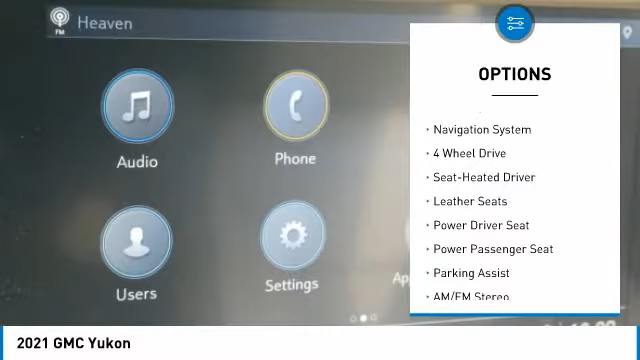 FM
Heaven
Audio
Phone
Users
Settings
OPTIONS
· Navigation System
· 4 Wheel Drive
· Seat-Heated Driver
· Leather Seats
· Power Driver Seat
· Power Passenger Seat
· Parking Assist
· AM/FM Stereo
2021 GMC Yukon